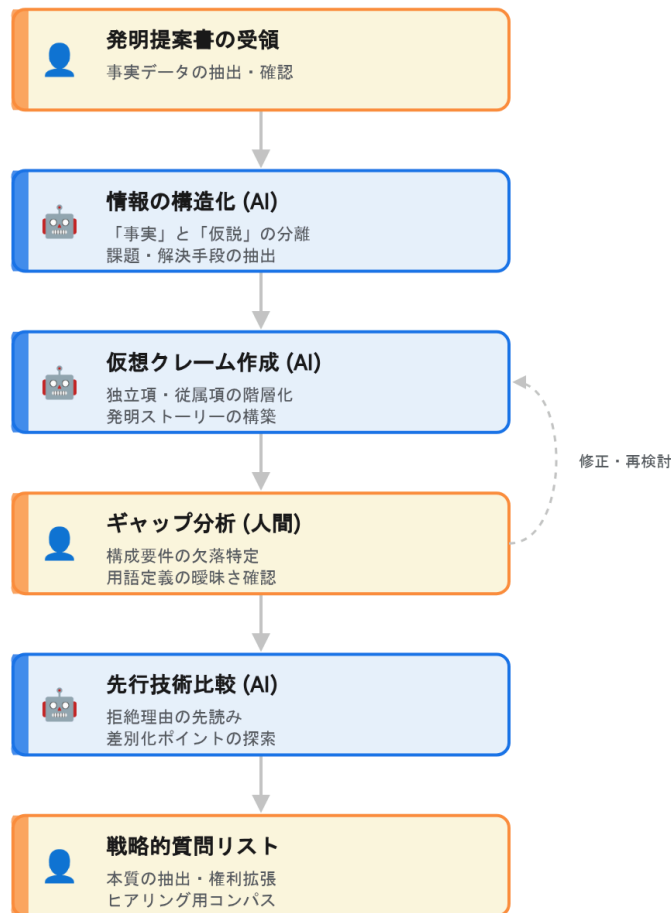 発明提案書の受領
事実データの抽出・確認
情報の構造化 (AI)
「事実」と「仮説」の分離
課題・解決手段の抽出
仮想クレーム作成 (AI)
独立項・従属項の階層化
発明ストーリーの構築
修正・再検討
ギャップ分析 (人間)
構成要件の欠落特定
用語定義の曖昧さ確認
先行技術比較 (AI)
拒絶理由の先読み
差別化ポイントの探索
戦略的質問リスト
本質の抽出・権利拡張
ヒアリング用コンパス